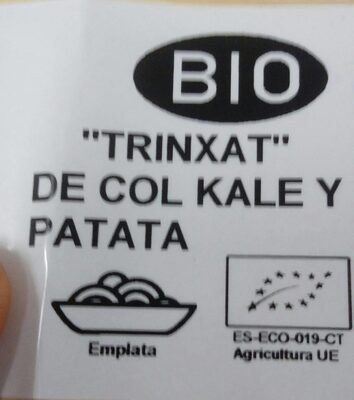 BIO
"TRINXAT"
DE COL KALE Y
PATATA
Emplata
ES-ECO-019-CT
Agricultura UE